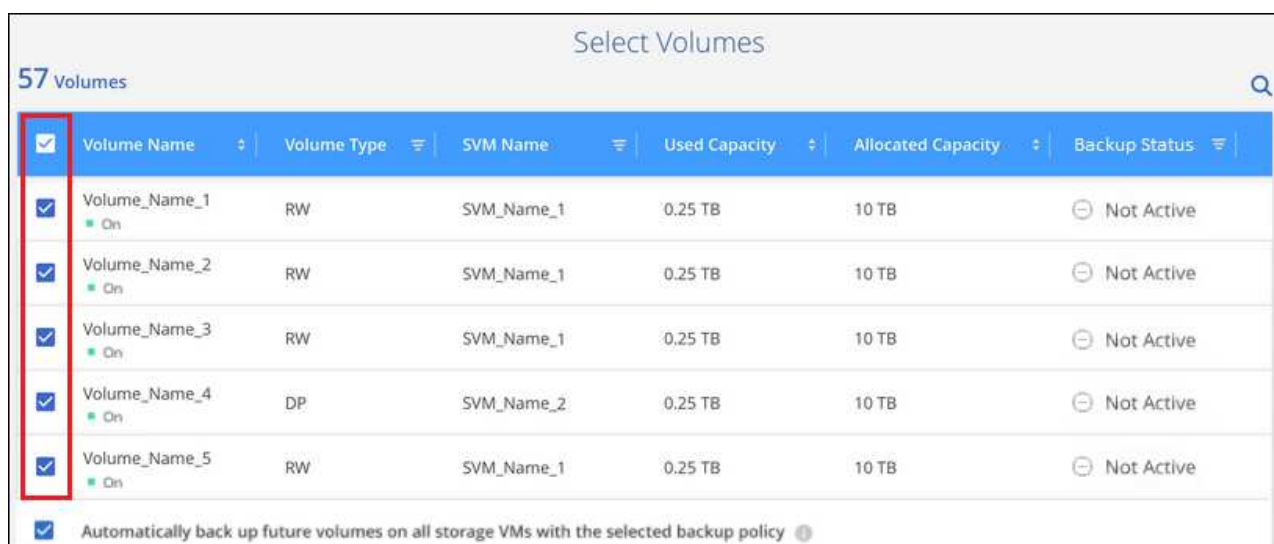 Select Volumes
57 Volumes
Volume Name Volume Type SVM Name Used Capacity Allocated Capacity Backup Status
Volume_Name_1 RW SVM_Name_1 0.25 TB 10 TB Not Active
On
Volume_Name_2 RW SVM_Name_1 0.25 TB 10 TB Not Active
On
Volume_Name_3 RW SVM_Name_1 0.25 TB 10 TB Not Active
On
Volume_Name_4 DP SVM_Name_2 0.25 TB 10 TB Not Active
On
Volume_Name_5 RW SVM_Name_1 0.25 TB 10 TB Not Active
On
Automatically back up future volumes on all storage VMs with the selected backup policy